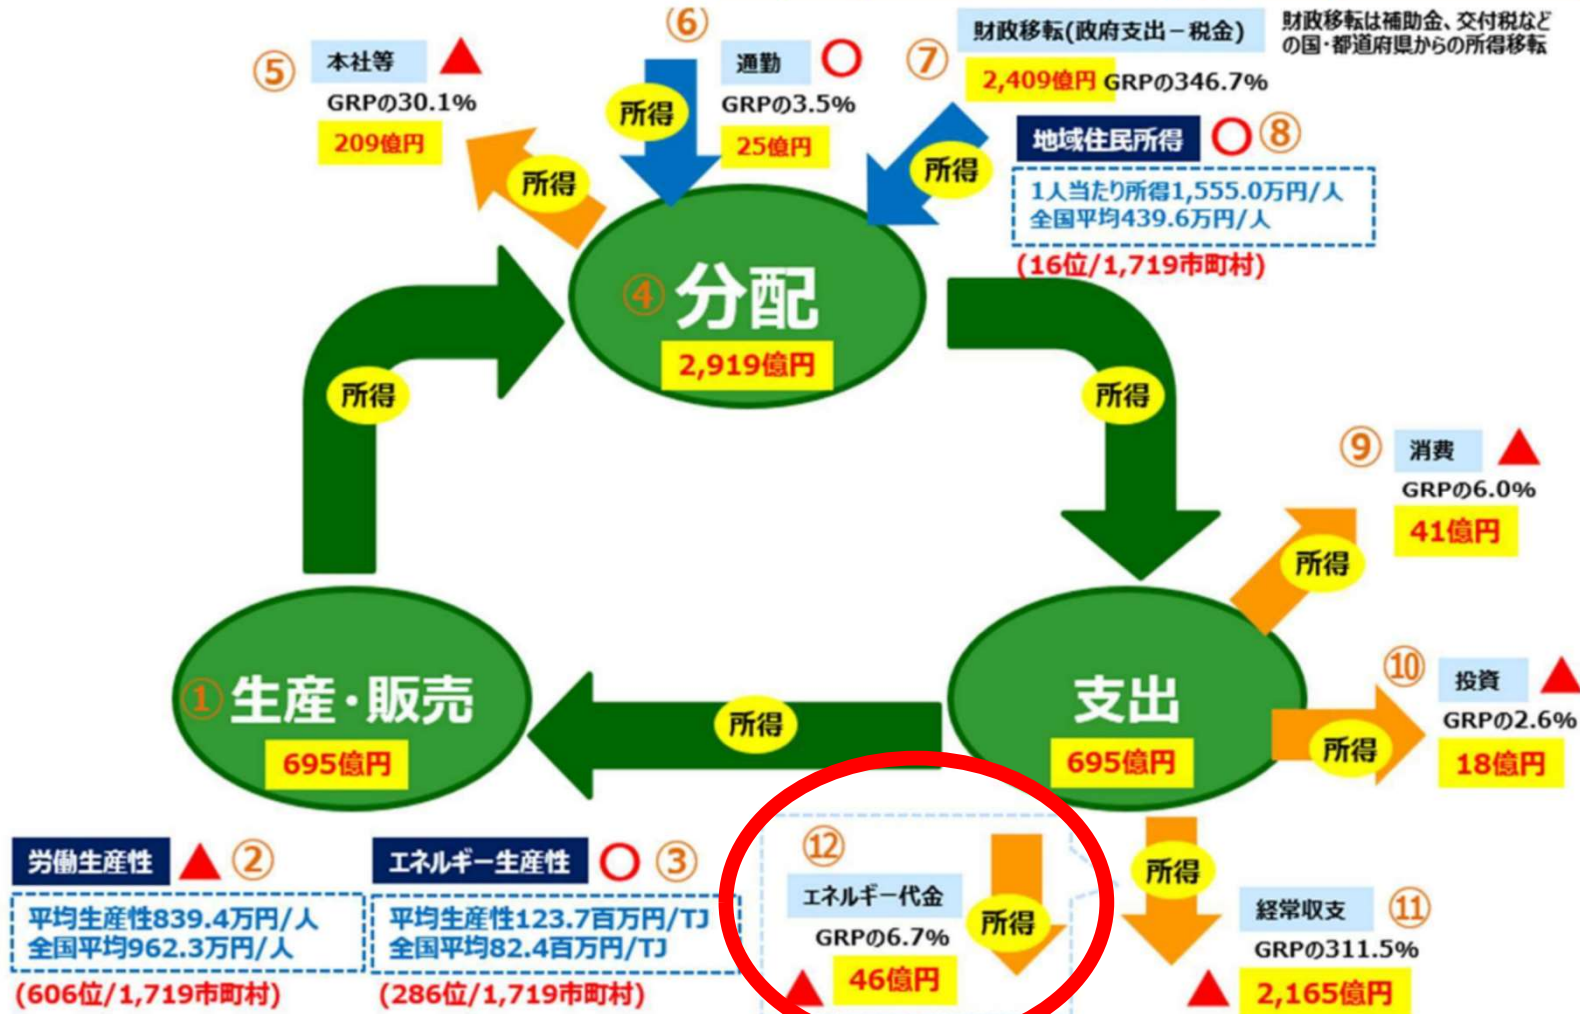 ⑤
本社等
GRPの30.1%
209億円
所得
⑥
通勤
GRPの3.5%
25億円
所得
⑦
財政移転(政府支出－税金)
2,409億円 GRPの346.7%
財政移転は補助金、交付税など
の国・都道府県からの所得移転
所得
地域住民所得
⑧
1人当たり所得1,555.0万円/人
全国平均439.6万円/人
(16位/1,719市町村)
④ 分配
2,919億円
所得
所得
⑨
消費
GRPの6.0%
41億円
所得
① 生産・販売
695億円
所得
支出
695億円
⑩
投資
GRPの2.6%
18億円
所得
労働生産性
②
平均生産性839.4万円/人
全国平均962.3万円/人
(606位/1,719市町村)
エネルギー生産性
③
平均生産性123.7百万円/TJ
全国平均82.4百万円/TJ
(286位/1,719市町村)
⑫
エネルギー代金
GRPの6.7%
46億円
所得
所得
経常収支
⑪
GRPの311.5%
2,165億円